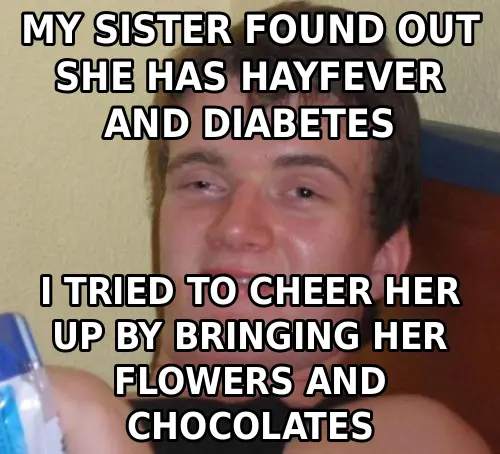 MY SISTER FOUND OUT
SHE HAS HAYFEVER
AND DIABETES
I TRIED TO CHEER HER
UP BY BRINGING HER
FLOWERS AND
CHOCOLATES